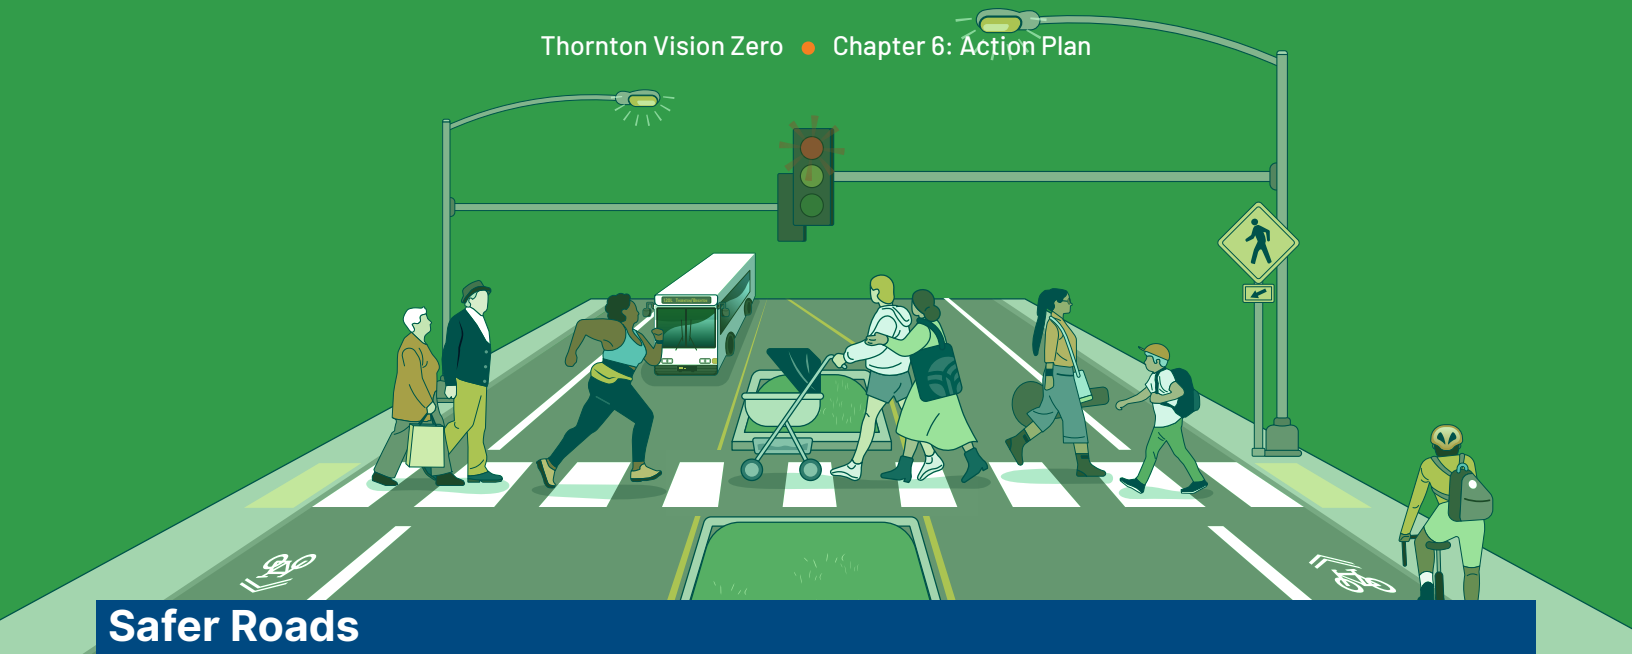 Thornton Vision Zero ● Chapter 6: Action Plan
Safer Roads